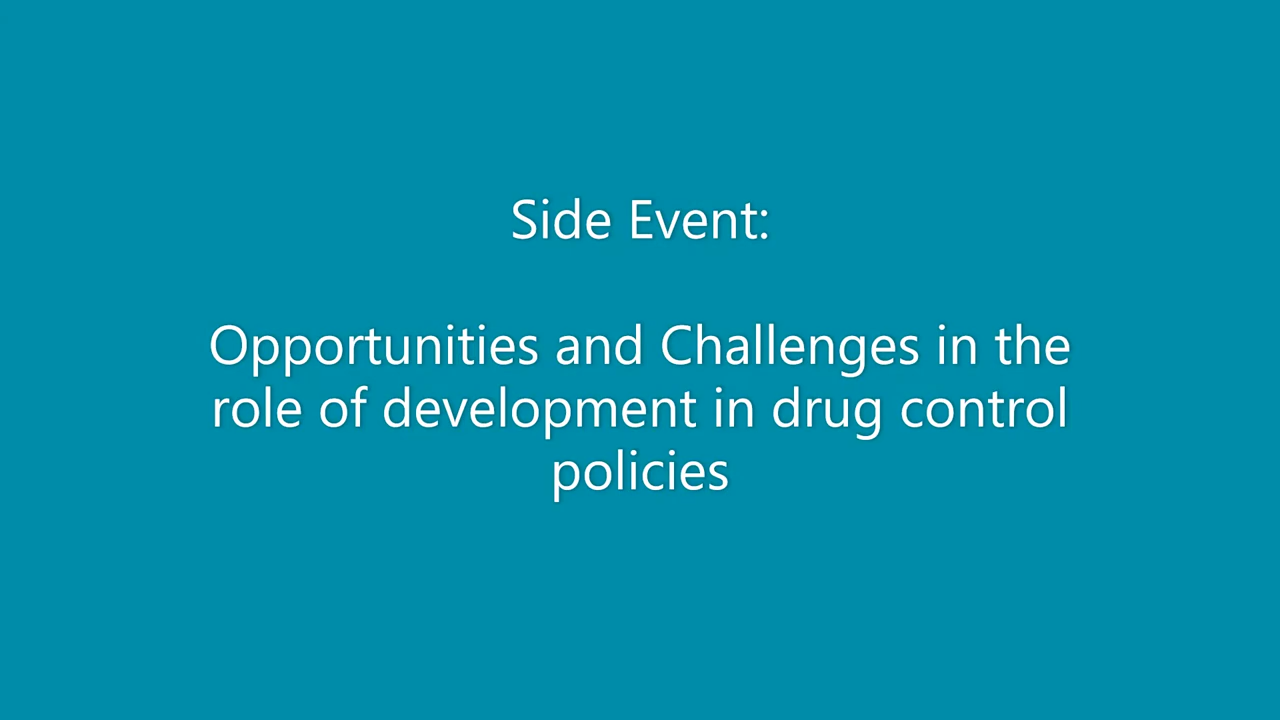 Side Event:
Opportunities and Challenges in the
role of development in drug control
policies